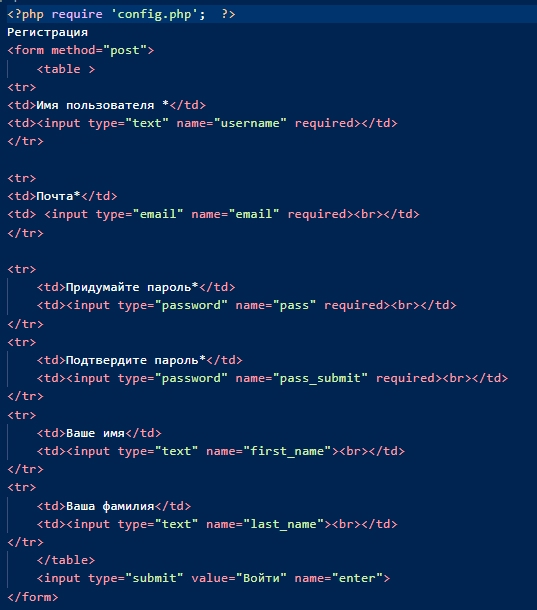 <?php require 'config.php';  ?>
Регистрация
<form method="post">
    <table >
<tr>
<td>Имя пользователя *</td>
<td><input type="text" name="username" required></td>
</tr>

<tr>
<td>Почта*</td>
<td> <input type="email" name="email" required><br></td>
</tr>

<tr>
    <td>Придумайте пароль*</td>
    <td><input type="password" name="pass" required><br></td>
</tr>
<tr>
    <td>Подтвердите пароль*</td>
    <td><input type="password" name="pass_submit" required><br></td>
</tr>
<tr>
    <td>Ваше имя</td>
    <td><input type="text" name="first_name"><br></td>
</tr>
<tr>
    <td>Ваша фамилия</td>
    <td><input type="text" name="last_name"><br></td>
</tr>
    </table>
    <input type="submit" value="Войти" name="enter">
</form>